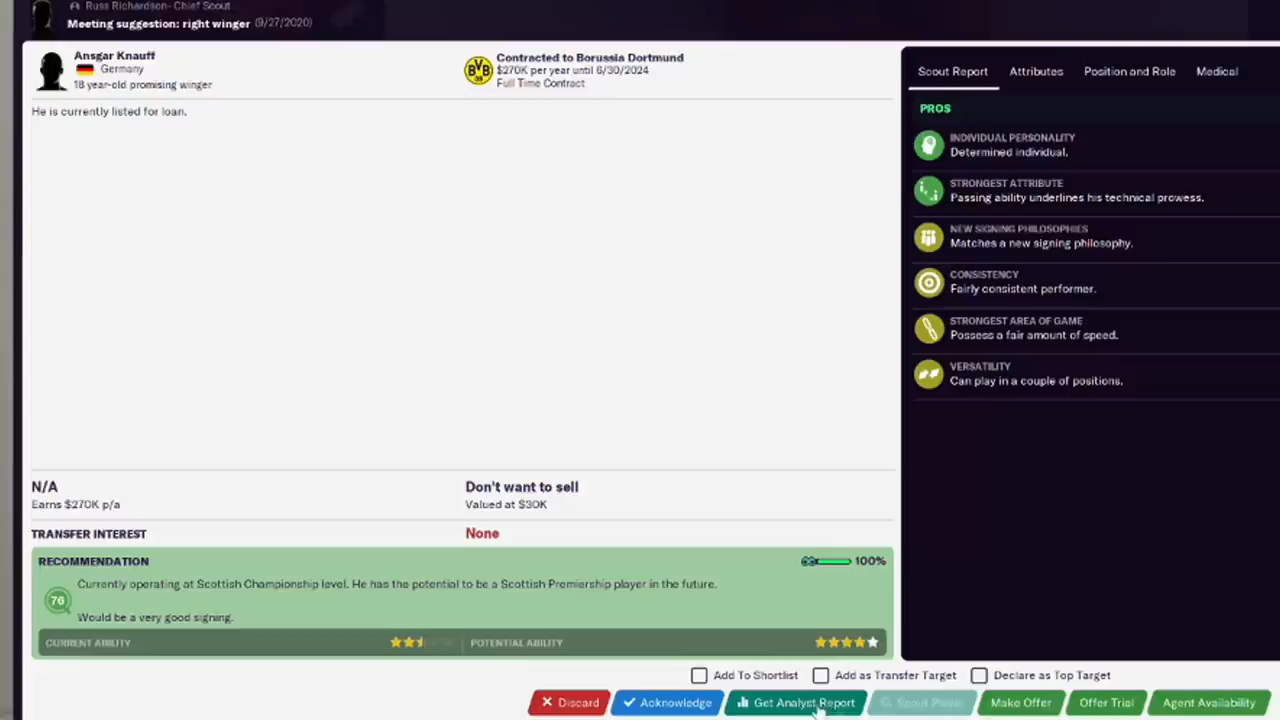 Russ Richardson- Chief Scout
Meeting suggestion: right winger (9/27/2020)
Ansgar Knauff
Germany
18 year-old promising winger
BVB
09
Contracted to Borussia Dortmund
$270K per year until 6/30/2024
Full Time Contract
He is currently listed for loan.
Scout Report Attributes Position and Role Medical
PROS
INDIVIDUAL PERSONALITY
Determined individual.
STRONGEST ATTRIBUTE
Passing ability underlines his technical prowess.
NEW SIGNING PHILOSOPHIES
Matches a new signing philosophy.
CONSISTENCY
Fairly consistent performer.
STRONGEST AREA OF GAME
Possess a fair amount of speed.
VERSATILITY
Can play in a couple of positions.
N/A
Earns $270K p/a
Don't want to sell
Valued at $30K
TRANSFER INTEREST None
RECOMMENDATION 100%
Currently operating at Scottish Championship level. He has the potential to be a Scottish Premiership player in the future.
76
Would be a very good signing.
CURRENT ABILITY POTENTIAL ABILITY
Add To Shortlist Add as Transfer Target Declare as Top Target
Discard Acknowledge Get Analyst Report Scout Player Make Offer Offer Trial Agent Availability